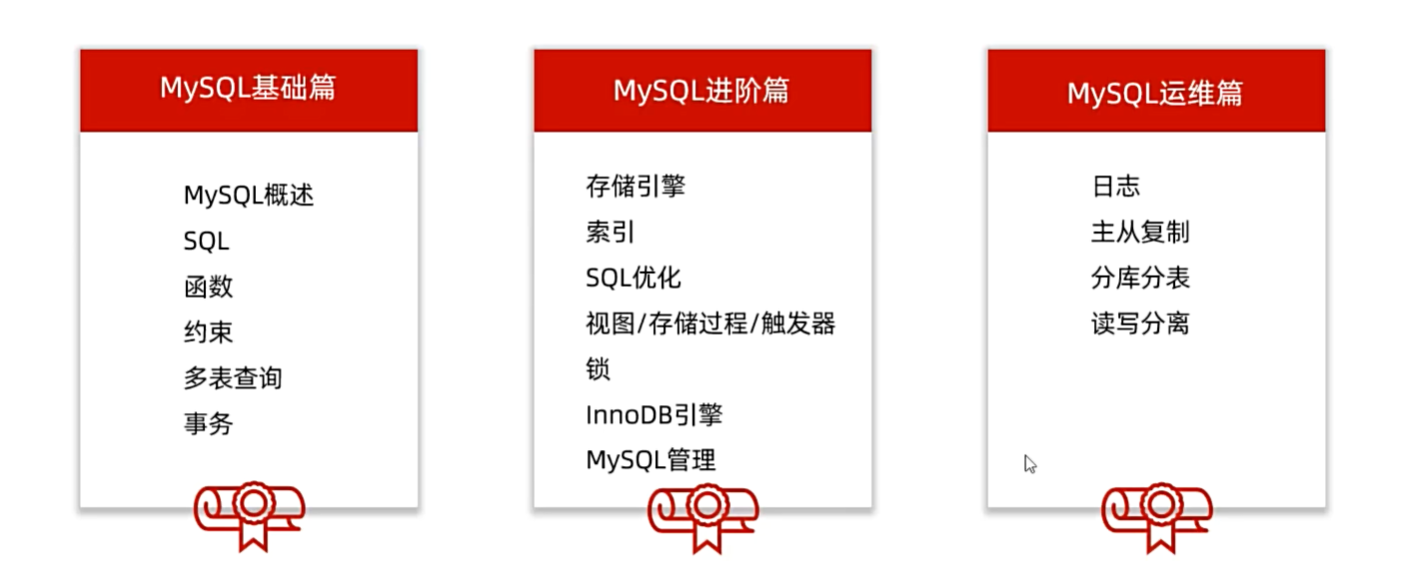 MySQL基础篇
MySQL概述
SQL
函数
约束
多表查询
事务
MySQL进阶篇
存储引擎
索引
SQL优化
视图/存储过程/触发器
锁
InnoDB引擎
MySQL管理
MySQL运维篇
日志
主从复制
分库分表
读写分离